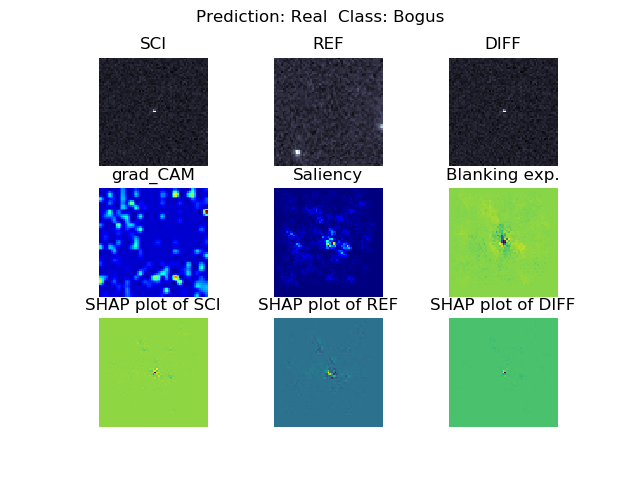 Prediction: Real  Class: Bogus
SCI REF DIFF
grad_CAM Saliency Blanking exp.
SHAP plot of SCI SHAP plot of REF SHAP plot of DIFF